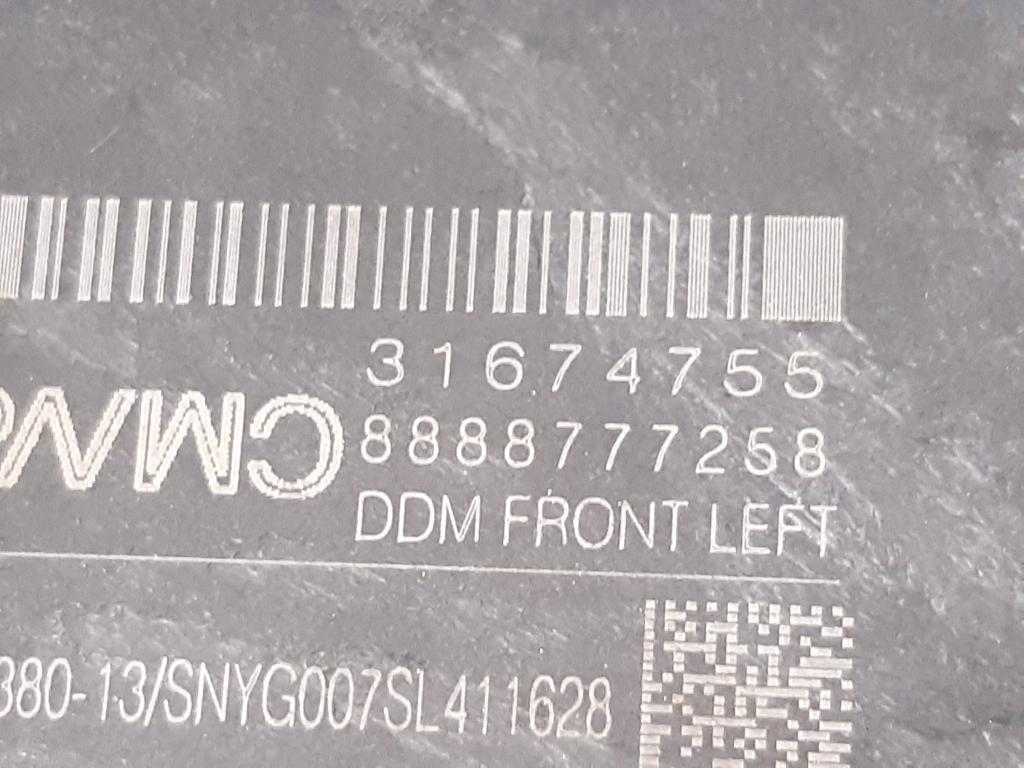 31674755
8888777258
DDM FRONT LEFT
380-13/SNYG007SL411628